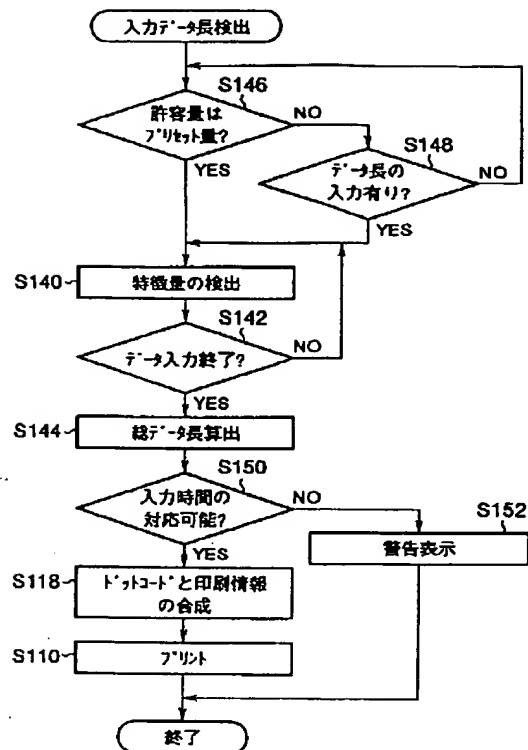 入力データ長検出
S146
許容量は
プリセット量?
NO
YES
S148
データ長の
入力有り?
NO
YES
S140
特徴量の検出
S142
データ入力終了?
NO
YES
S144
総データ長算出
S150
入力時間の
対応可能?
NO
YES
S152
警告表示
S118
ドットコードと印刷情報
の合成
S110
プリント
終了